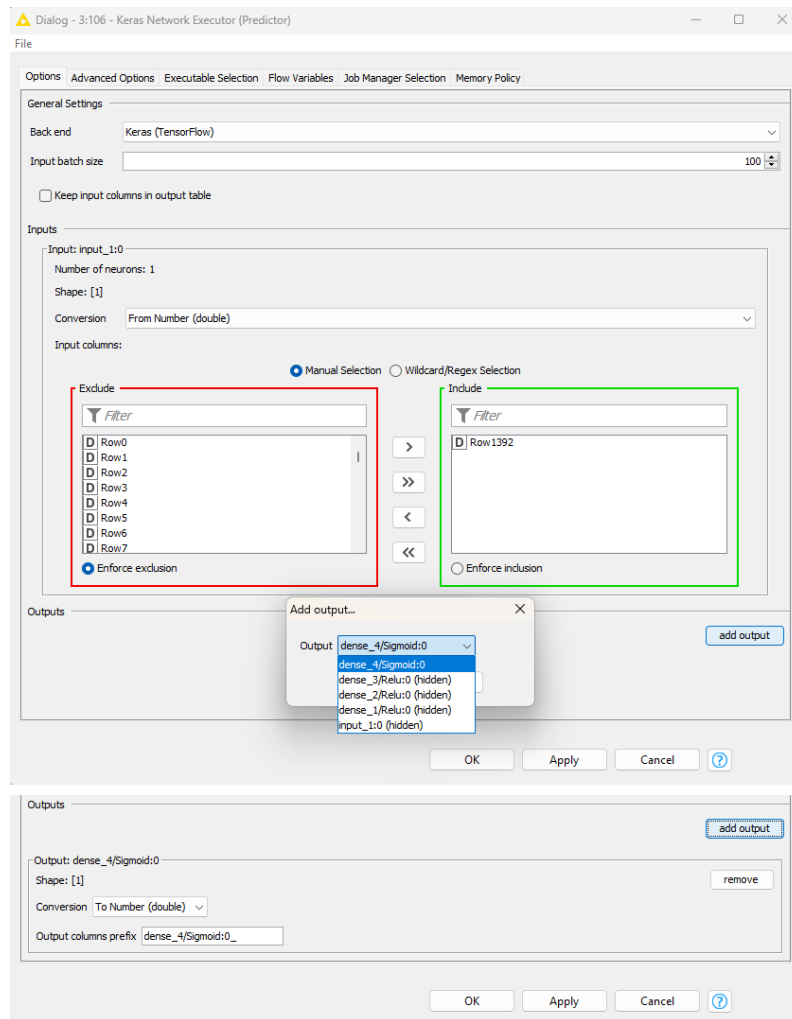 Dialog - 3:106 - Keras Network Executor (Predictor)
File
Options Advanced Options Executable Selection Flow Variables Job Manager Selection Memory Policy
General Settings
Back end Keras (TensorFlow)
Input batch size 100
Keep input columns in output table
Inputs
Input: input_1:0
Number of neurons: 1
Shape: [1]
Conversion From Number (double)
Input columns:
Manual Selection Wildcard/Regex Selection
Exclude Include
Filter Filter
D Row0 D Row1392
D Row1
D Row2
D Row3
D Row4
D Row5
D Row6
D Row7
Enforce exclusion Enforce inclusion
Outputs
Add output...
add output
Output dense_4/Sigmoid:0
dense_4/Sigmoid:0
dense_3/Relu:0 (hidden)
dense_2/Relu:0 (hidden)
dense_1/Relu:0 (hidden)
input_1:0 (hidden)
OK Apply Cancel ?
Outputs
add output
Output: dense_4/Sigmoid:0
Shape: [1] remove
Conversion To Number (double)
Output columns prefix dense_4/Sigmoid:0_
OK Apply Cancel ?